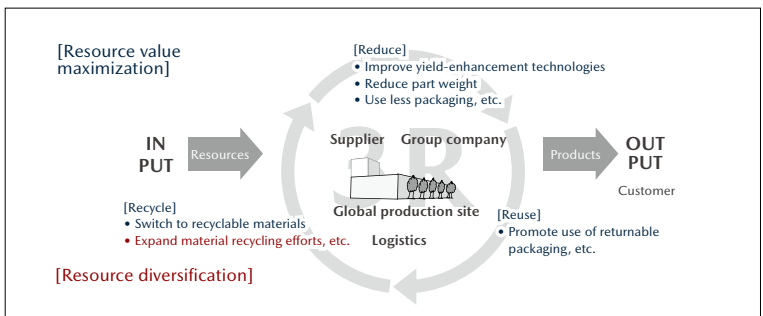 [Resource value
maximization]
[Reduce]
• Improve yield-enhancement technologies
• Reduce part weight
• Use less packaging, etc.
3R
IN
PUT
Resources
Supplier
Group company
Products
OUT
PUT
Customer
[Recycle]
• Switch to recyclable materials
• Expand material recycling efforts, etc.
Global production site
Logistics
[Reuse]
• Promote use of returnable
packaging, etc.
[Resource diversification]